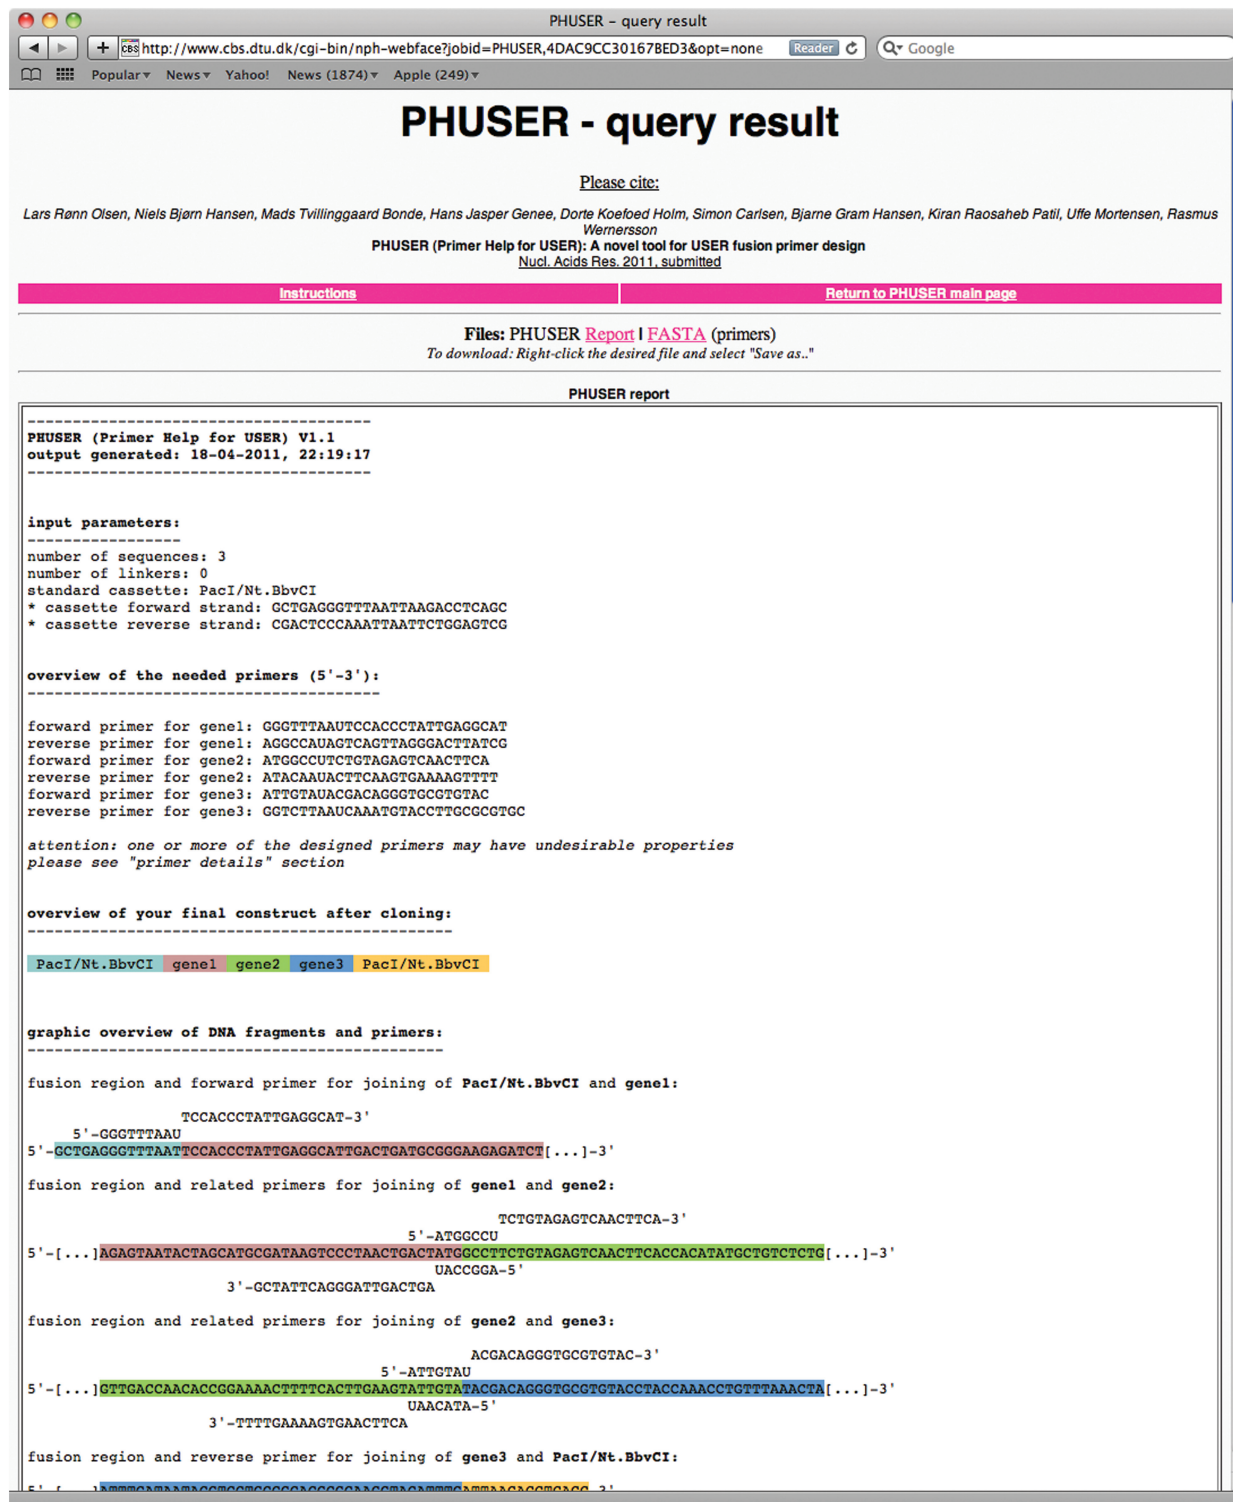 PHUSER – query result
http://www.cbs.dtu.dk/cgi-bin/nph-webface?jobid=PHUSER,4DAC9CC30167BED3&opt=none Reader Google
Popular News Yahoo! News (1874) Apple (249)
PHUSER - query result
Please cite:
Lars Rønn Olsen, Niels Bjørn Hansen, Mads Tvillinggaard Bonde, Hans Jasper Genee, Dorte Koefoed Holm, Simon Carlsen, Bjarne Gram Hansen, Kiran Raosaheb Patil, Uffe Mortensen, Rasmus
Wernersson
PHUSER (Primer Help for USER): A novel tool for USER fusion primer design
Nucl. Acids Res. 2011, submitted
Instructions Return to PHUSER main page
Files: PHUSER Report | FASTA (primers)
To download: Right-click the desired file and select "Save as.."
PHUSER report
--------------------------------------
PHUSER (Primer Help for USER) V1.1
output generated: 18-04-2011, 22:19:17
--------------------------------------
input parameters:
-----------------
number of sequences: 3
number of linkers: 0
standard cassette: PacI/Nt.BbvCI
* cassette forward strand: GCTGAGGGTTTAATTAAGACCTCAGC
* cassette reverse strand: CGACTCCCAAATTAATTCTGGAGTCG
overview of the needed primers (5'-3'):
---------------------------------------
forward primer for gene1: GGGTTTAAUTCCACCCTATTGAGGCAT
reverse primer for gene1: AGGCCAUAGTCAGTTAGGGACTTATCG
forward primer for gene2: ATGGCCUTCTGTAGAGTCAACTTCA
reverse primer for gene2: ATACAAUACTTCAAGTGAAAAGTTTT
forward primer for gene3: ATTGTAUACGACAGGGTGCGTGTAC
reverse primer for gene3: GGTCTTAAUCAAATGTACCTTGCGCGTGC
attention: one or more of the designed primers may have undesirable properties
please see "primer details" section
overview of your final construct after cloning:
-----------------------------------------------
PacI/Nt.BbvCI gene1 gene2 gene3 PacI/Nt.BbvCI
graphic overview of DNA fragments and primers:
----------------------------------------------
fusion region and forward primer for joining of PacI/Nt.BbvCI and gene1:
TCCACCCTATTGAGGCAT-3'
5'-GGGTTTAAU
5'-GCTGAGGGTTTAATTCCACCCTATTGAGGCATTGACTGATGCGGGAAGAGATCT[...]-3'
fusion region and related primers for joining of gene1 and gene2:
TCTGTAGAGTCAACTTCA-3'
5'-ATGGCCU
5'-[...]AGAGTAATACTAGCATGCGATAAGTCCCTAACTGACTATGGCCTTCTGTAGAGTCAACTTCACCACATATGCTGTCTCTG[...]-3'
UACCGGA-5'
3'-GCTATTCAGGGATTGACTGA
fusion region and related primers for joining of gene2 and gene3:
ACGACAGGGTGCGTGTAC-3'
5'-ATTGTAU
5'-[...]GTTGACCAACACCGGAAAACTTTTCACTTGAAGTATTGTATACGACAGGGTGCGTGTACCTACCAAACCTGTTTAAACTA[...]-3'
UAACATA-5'
3'-TTTTGAAAAGTGAACTTCA
fusion region and reverse primer for joining of gene3 and PacI/Nt.BbvCI: